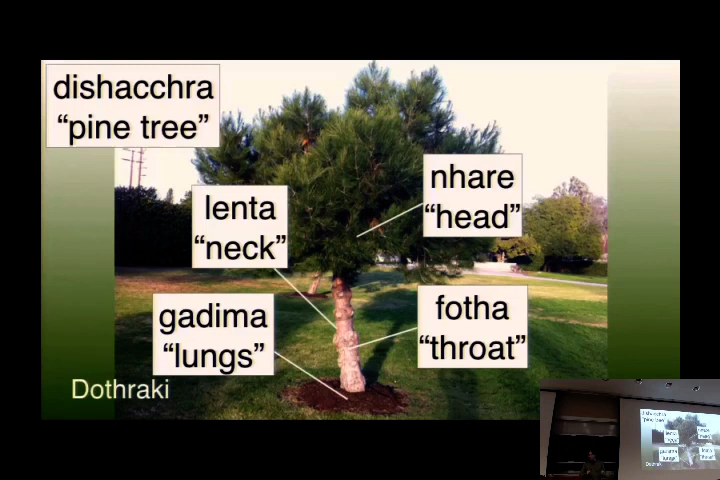 dishacchra
“pine tree”
nhare
“head”
lenta
“neck”
gadima
“lungs”
fotha
“throat”
Dothraki